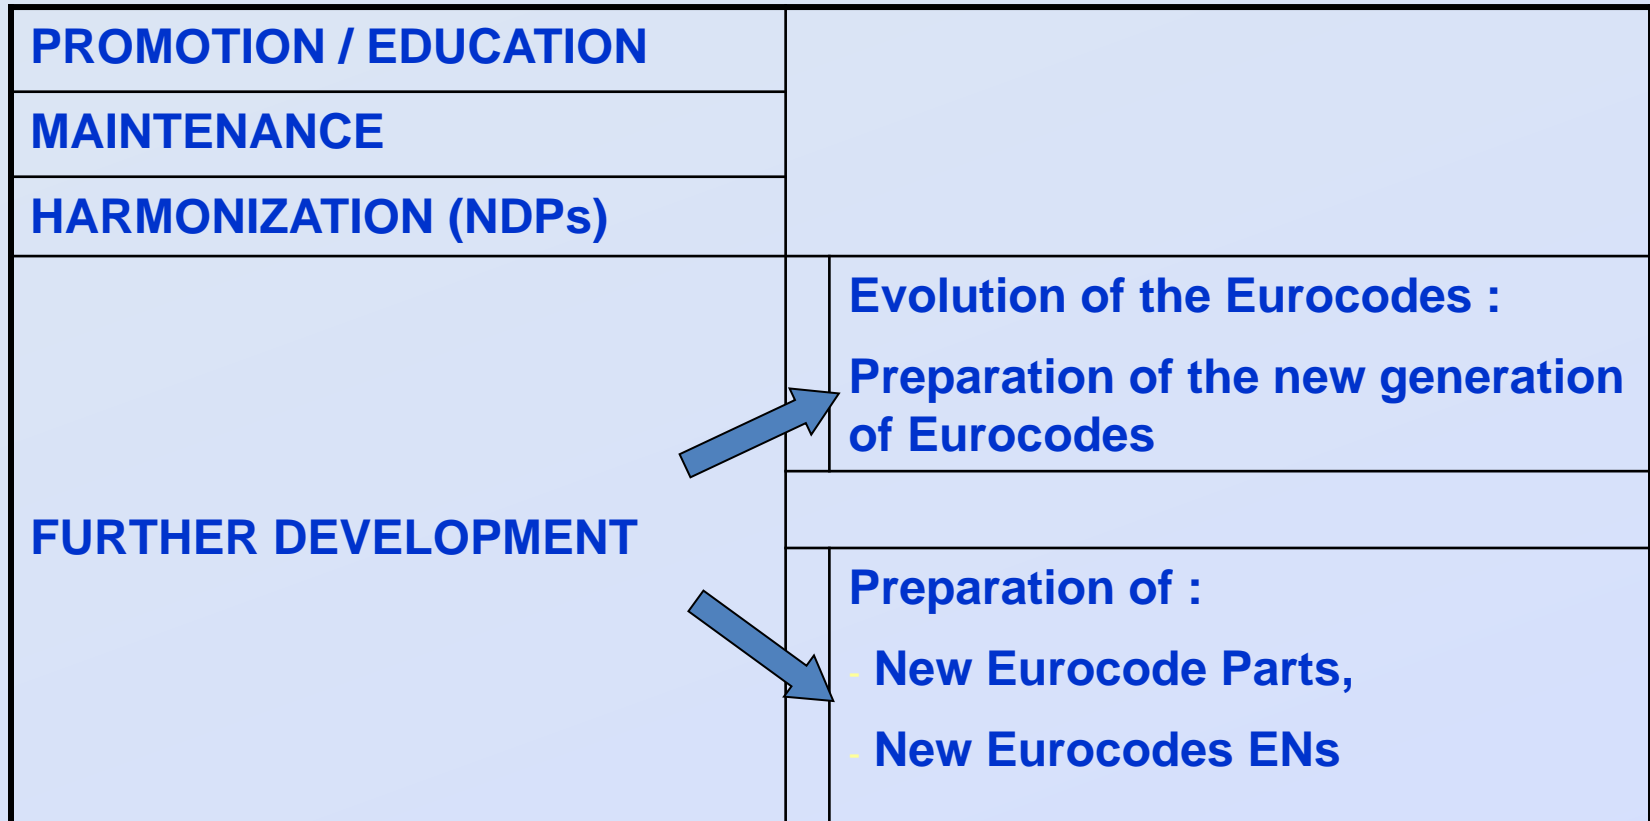 PROMOTION / EDUCATION
MAINTENANCE
HARMONIZATION (NDPs)
FURTHER DEVELOPMENT
Evolution of the Eurocodes :
Preparation of the new generation
of Eurocodes
Preparation of :
- New Eurocode Parts,
- New Eurocodes ENs